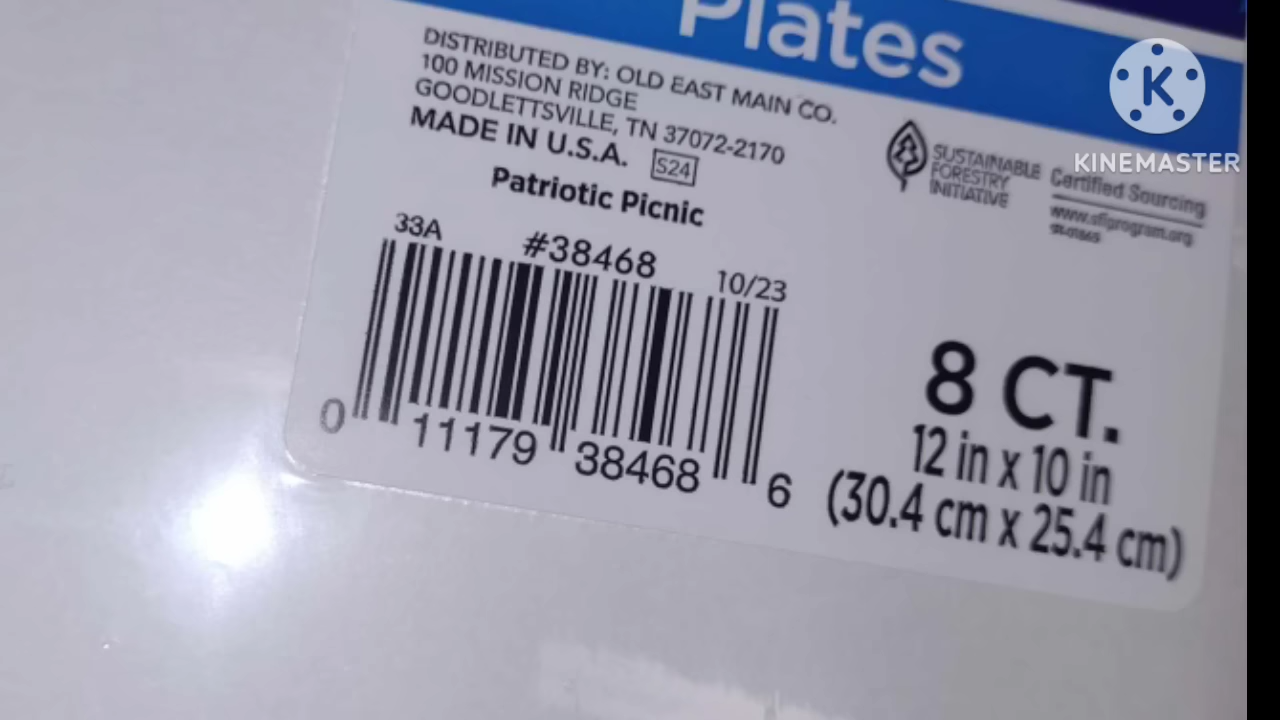 Plates
DISTRIBUTED BY: OLD EAST MAIN CO.
100 MISSION RIDGE
GOODLETTSVILLE, TN 37072-2170
MADE IN U.S.A. S24
Patriotic Picnic
33A
#38468
10/23
0 11179 38468 6
SUSTAINABLE
FORESTRY
INITIATIVE
Certified Sourcing
www.sfiprogram.org
8 CT.
12 in x 10 in
(30.4 cm x 25.4 cm)
K
KINEMASTER